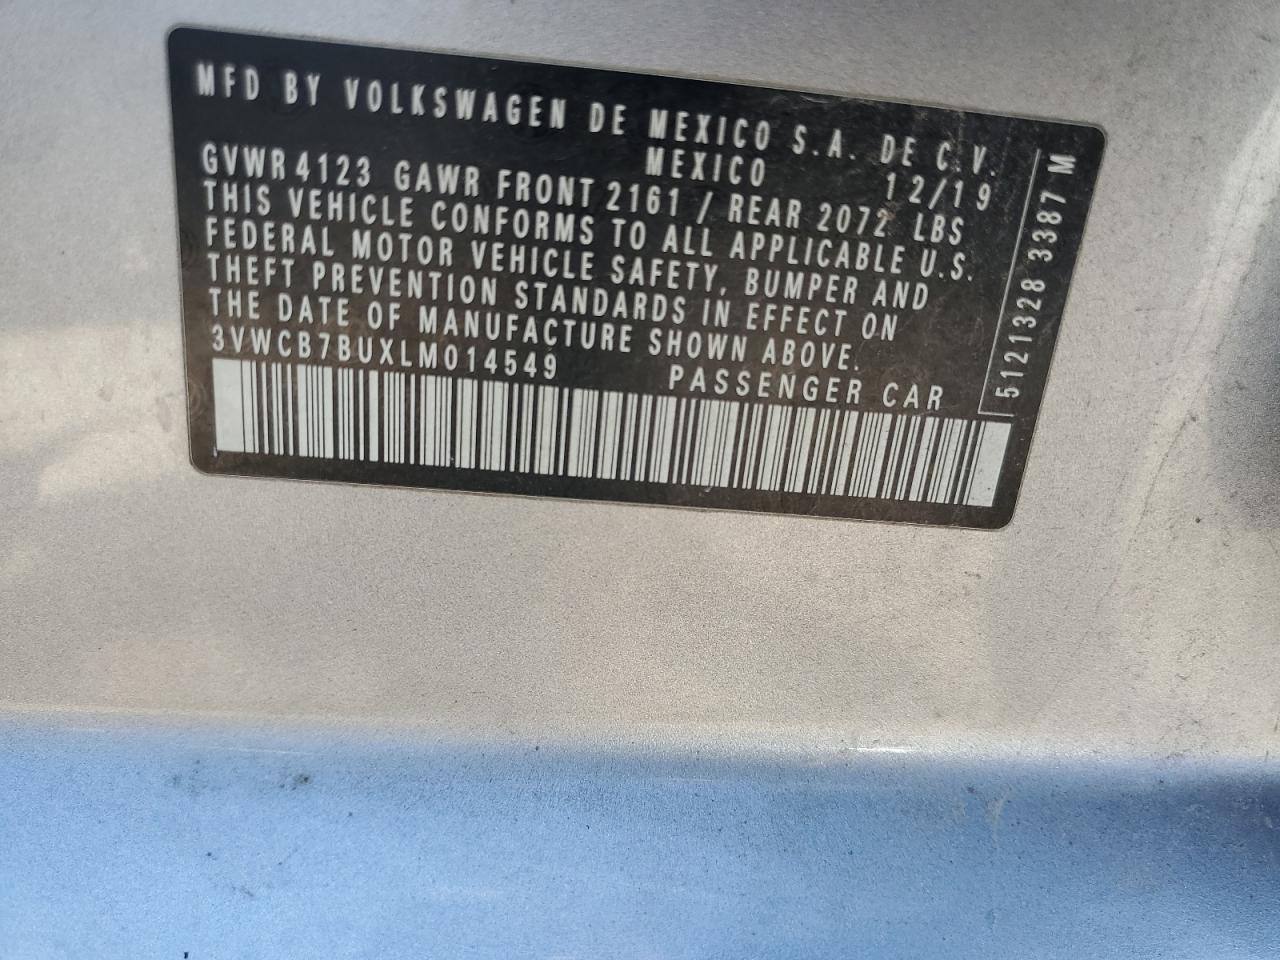 MFD BY VOLKSWAGEN DE MEXICO S.A. DE C.V.
MEXICO 12/19
GVWR 4123 GAWR FRONT 2161 / REAR 2072 LBS
THIS VEHICLE CONFORMS TO ALL APPLICABLE U.S.
FEDERAL MOTOR VEHICLE SAFETY, BUMPER AND
THEFT PREVENTION STANDARDS IN EFFECT ON
THE DATE OF MANUFACTURE SHOWN ABOVE.
3VWCB7BUXLM014549 PASSENGER CAR
5121328 3387 M